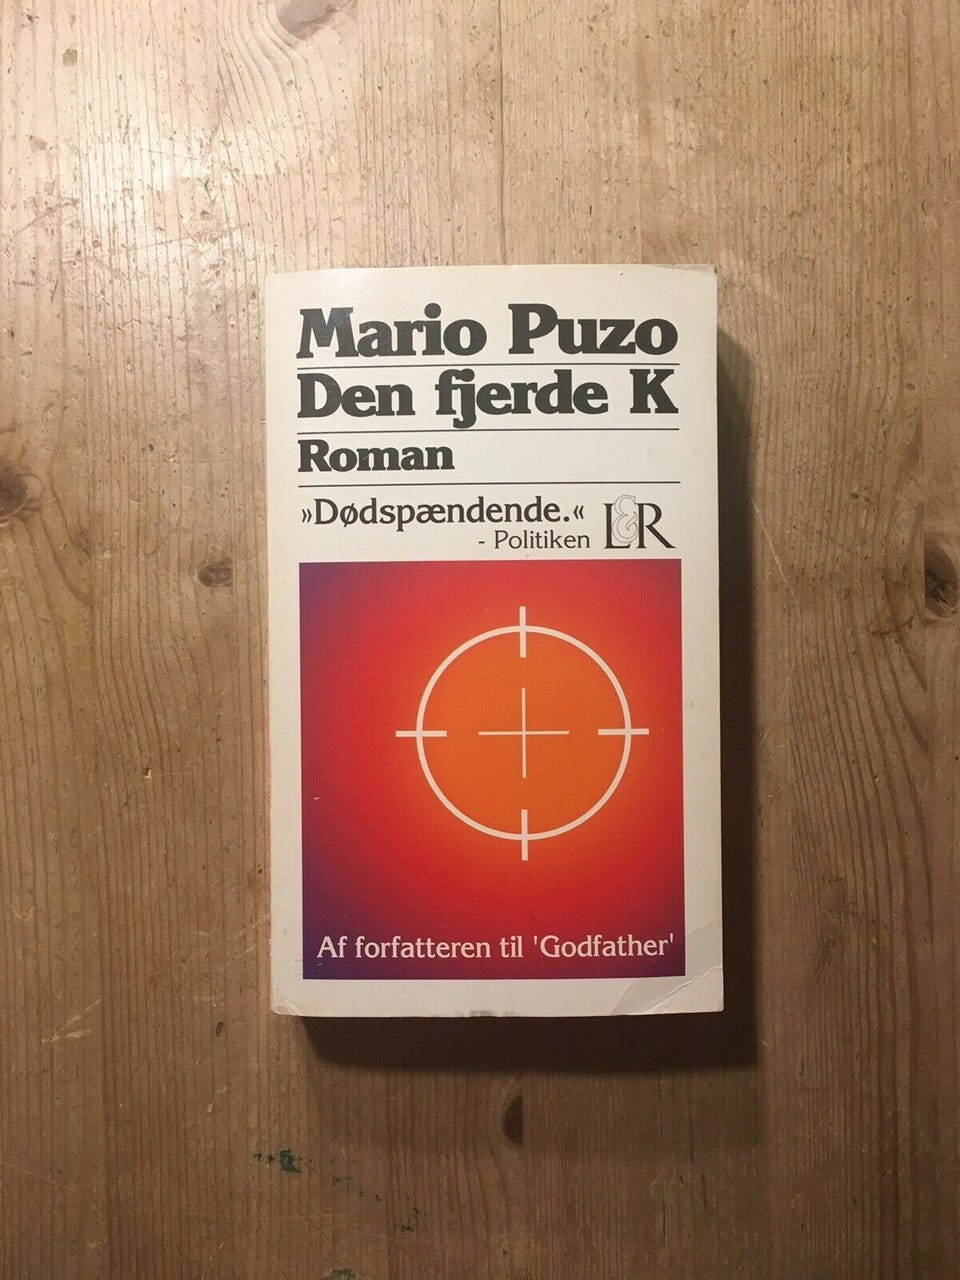 Mario Puzo
Den fjerde K
Roman
»Dødspændende.«
- Politiken
L&R
Af forfatteren til 'Godfather'